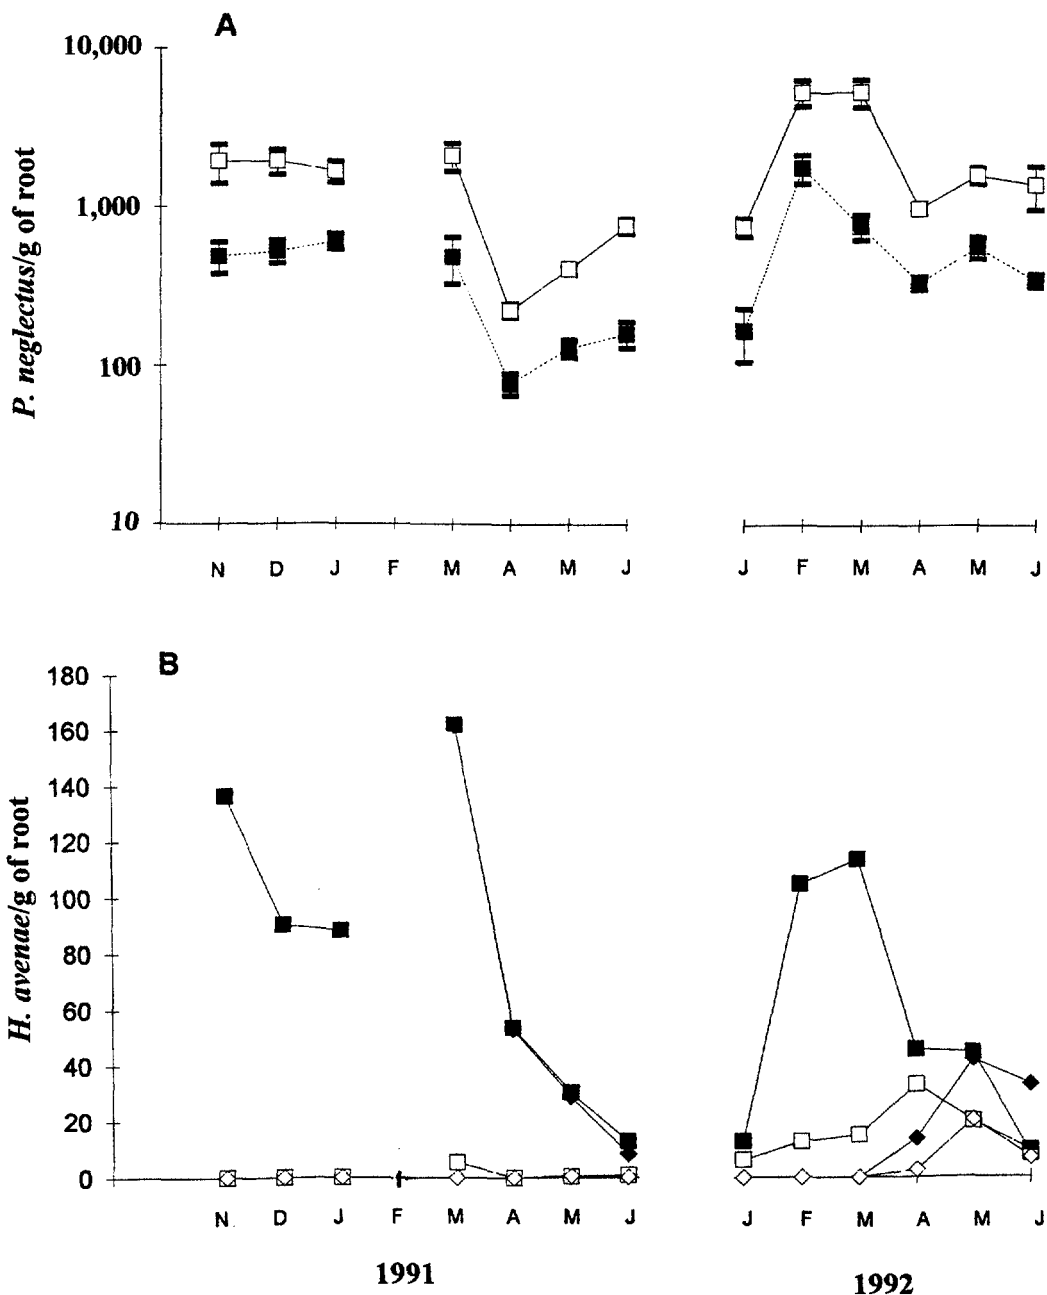 A
10,000
1,000
100
10
P. neglectus/g of root
N D J F M A M J J F M A M J
B
180
160
140
120
100
80
60
40
20
0
H. avenae/g of root
N D J F M A M J J F M A M J
1991 1992